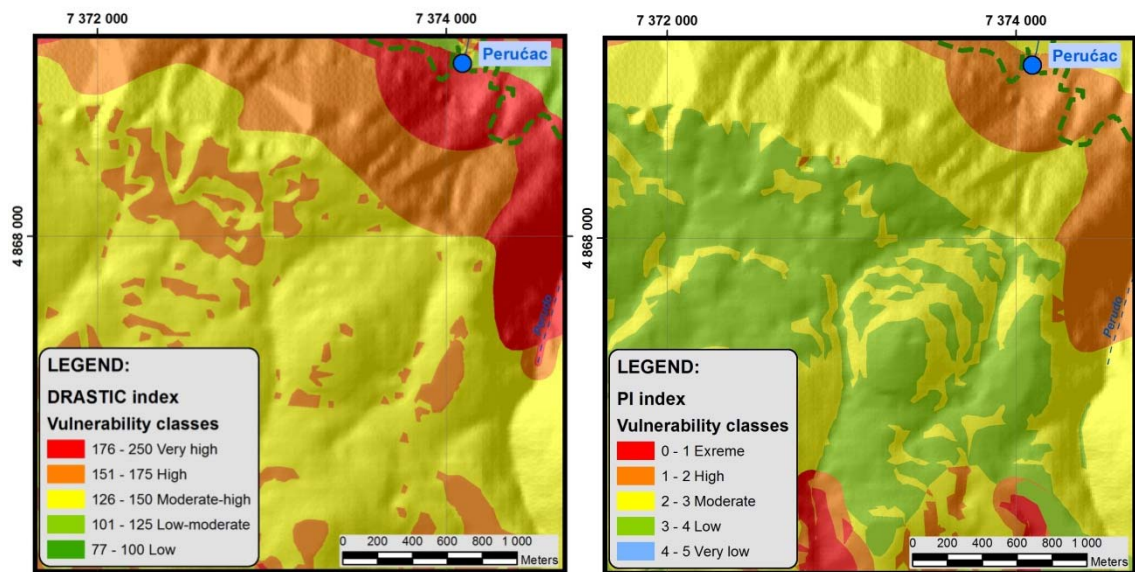 7 372 000
7 374 000
Perućac
4 868 000
Perudo
LEGEND:
DRASTIC index
Vulnerability classes
176 - 250 Very high
151 - 175 High
126 - 150 Moderate-high
101 - 125 Low-moderate
77 - 100 Low
0 200 400 600 800 1 000
Meters
7 372 000
7 374 000
Perućac
4 868 000
Perudo
LEGEND:
PI index
Vulnerability classes
0 - 1 Exreme
1 - 2 High
2 - 3 Moderate
3 - 4 Low
4 - 5 Very low
0 200 400 600 800 1 000
Meters